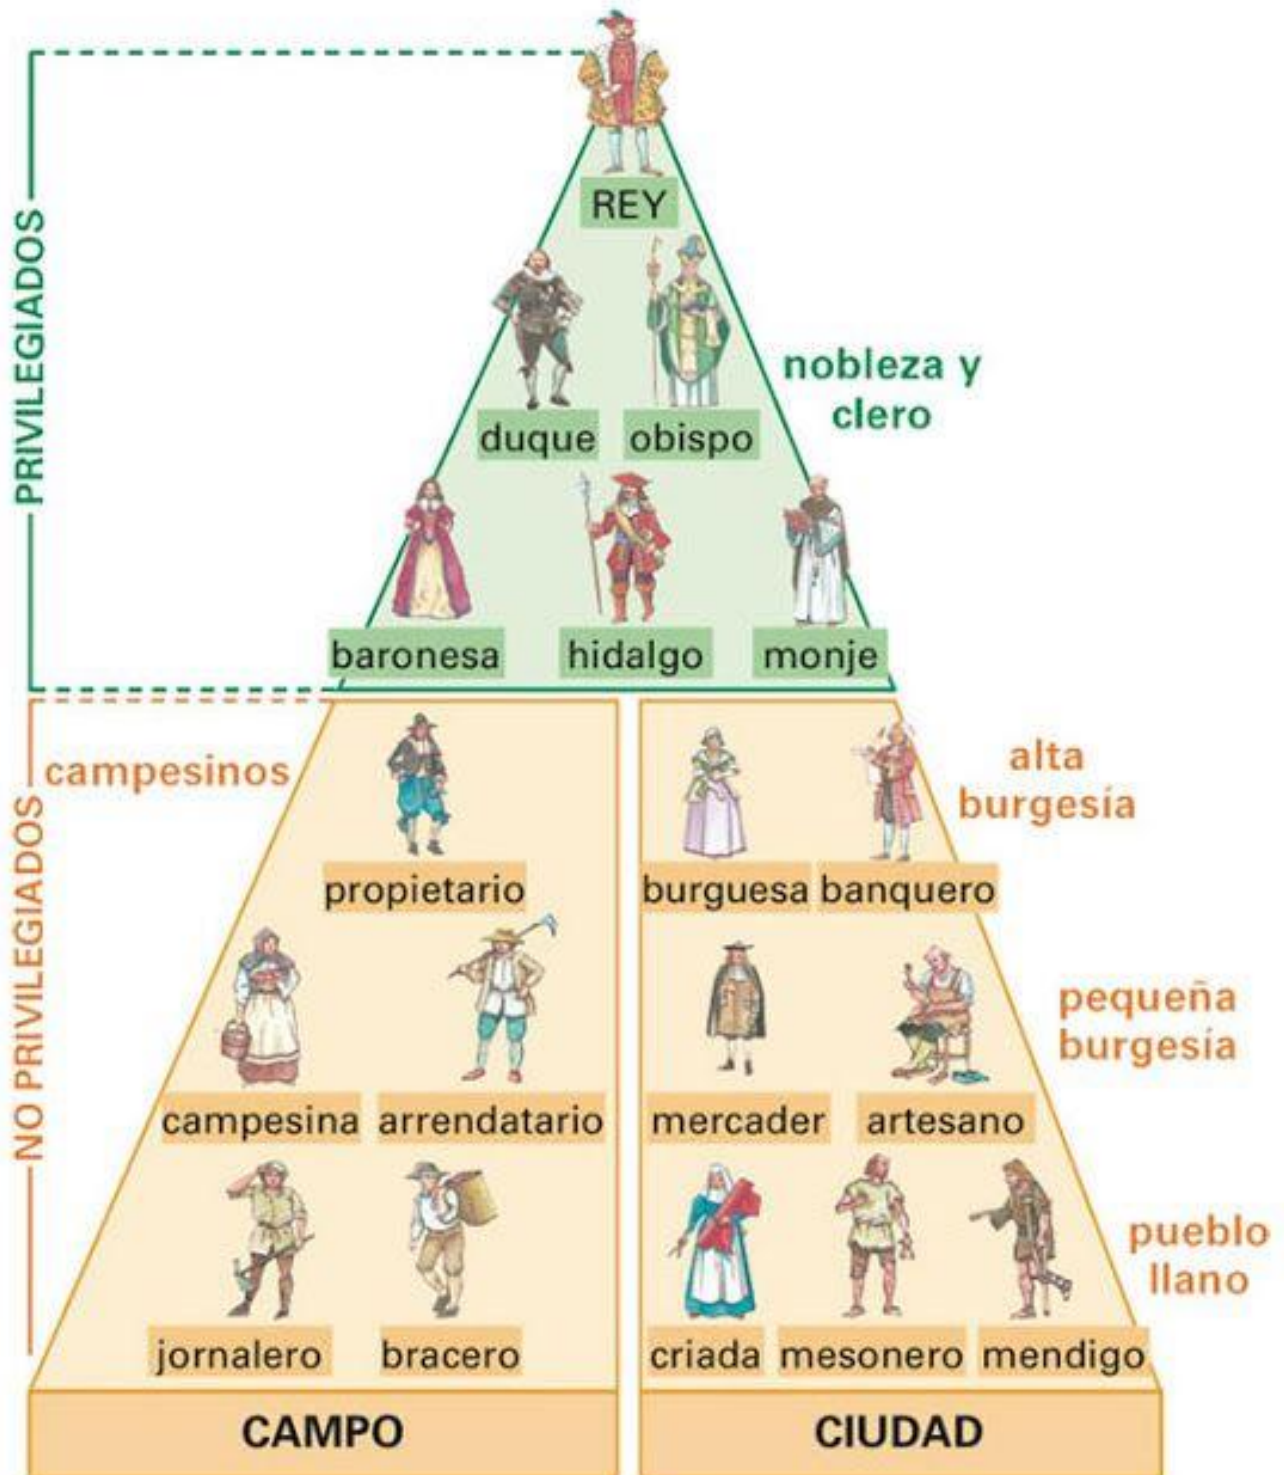 PRIVILEGIADOS
REY
duque obispo
nobleza y
clero
baronesa hidalgo monje
NO PRIVILEGIADOS
campesinos
propietario
burguesa banquero
alta
burgesía
campesina arrendatario
mercader artesano
pequeña
burgesía
jornalero bracero
criada mesonero mendigo
pueblo
llano
CAMPO
CIUDAD